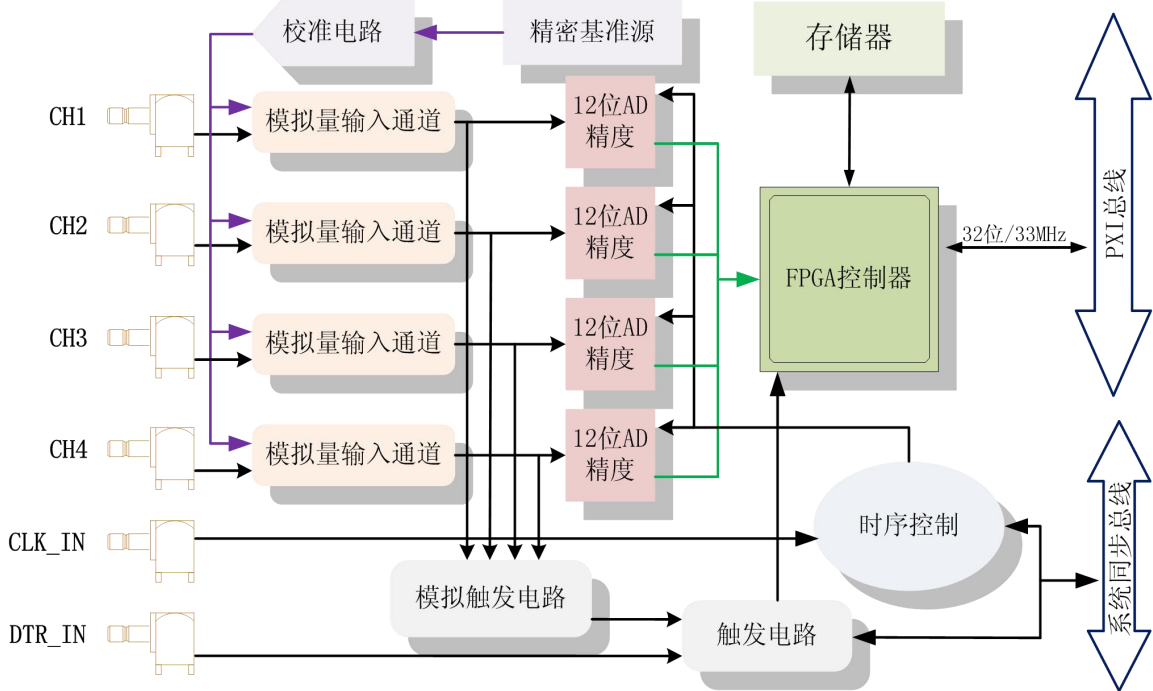 校准电路
精密基准源
存储器
CH1
模拟量输入通道
12位AD
精度
CH2
模拟量输入通道
12位AD
精度
FPGA控制器
32位/33MHz
PXI总线
CH3
模拟量输入通道
12位AD
精度
CH4
模拟量输入通道
12位AD
精度
CLK_IN
时序控制
系统同步总线
模拟触发电路
DTR_IN
触发电路